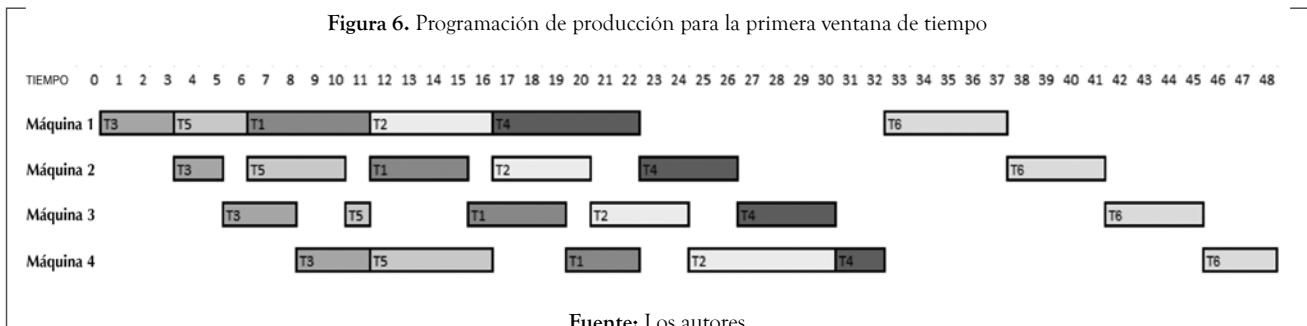 Figura 6. Programación de producción para la primera ventana de tiempo
TIEMPO 0 1 2 3 4 5 6 7 8 9 10 11 12 13 14 15 16 17 18 19 20 21 22 23 24 25 26 27 28 29 30 31 32 33 34 35 36 37 38 39 40 41 42 43 44 45 46 47 48
Máquina 1 T3 T5 T1 T2 T4 T6
Máquina 2 T3 T5 T1 T2 T4 T6
Máquina 3 T3 T5 T1 T2 T4 T6
Máquina 4 T3 T5 T1 T2 T4 T6
Fuente: Los autores